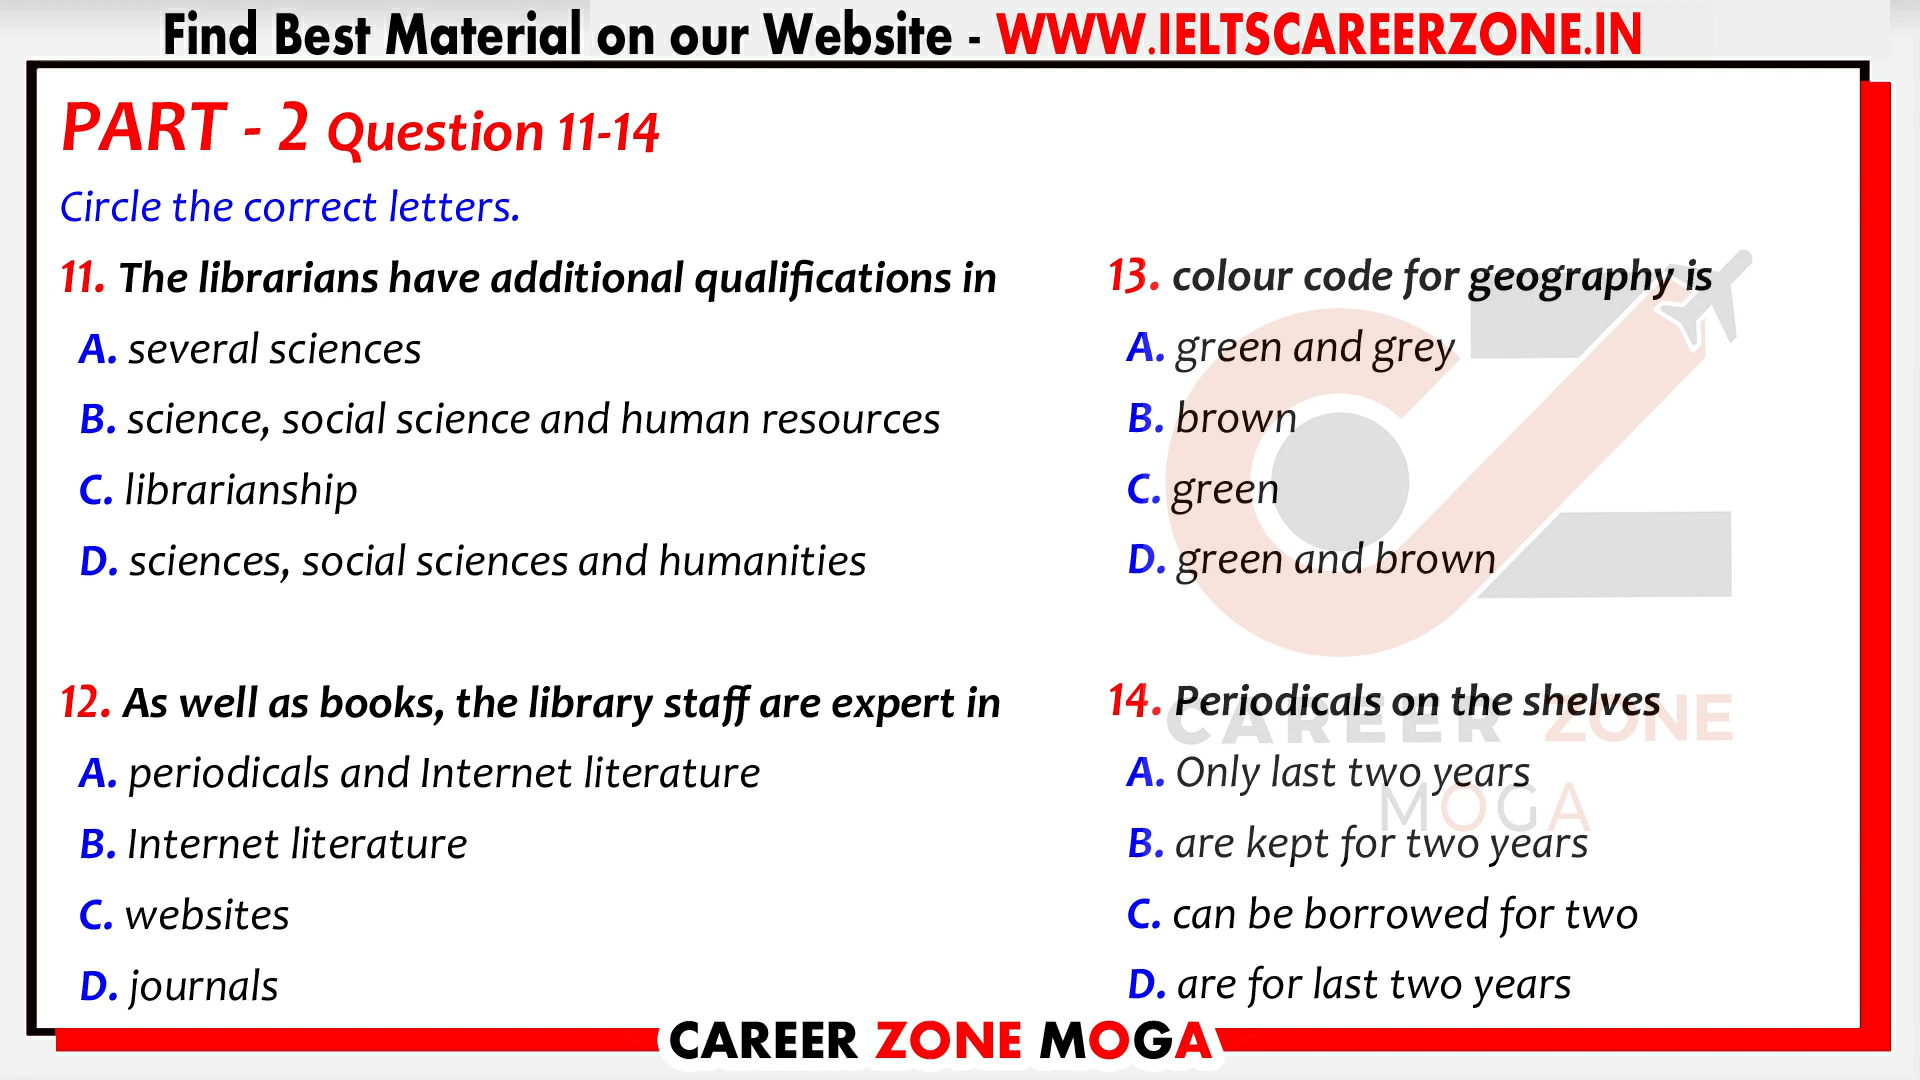 Find Best Material on our Website - WWW.IELTSCAREERZONE.IN
PART - 2 Question 11-14
Circle the correct letters.
11. The librarians have additional qualifications in
A. several sciences
B. science, social science and human resources
C. librarianship
D. sciences, social sciences and humanities
12. As well as books, the library staff are expert in
A. periodicals and Internet literature
B. Internet literature
C. websites
D. journals
13. colour code for geography is
A. green and grey
B. brown
C. green
D. green and brown
14. Periodicals on the shelves
A. Only last two years
B. are kept for two years
C. can be borrowed for two
D. are for last two years
CAREER ZONE
MOGA
CAREER ZONE MOGA